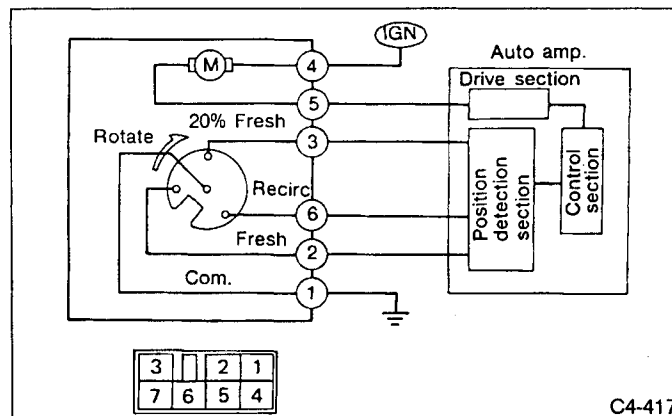 IGN
Auto amp.
M
4
Drive section
5
20% Fresh
Rotate
3
Recirc
6
Fresh
2
Com.
1
Position
detection
section
Control
section
3 2 1
7 6 5 4
C4-417